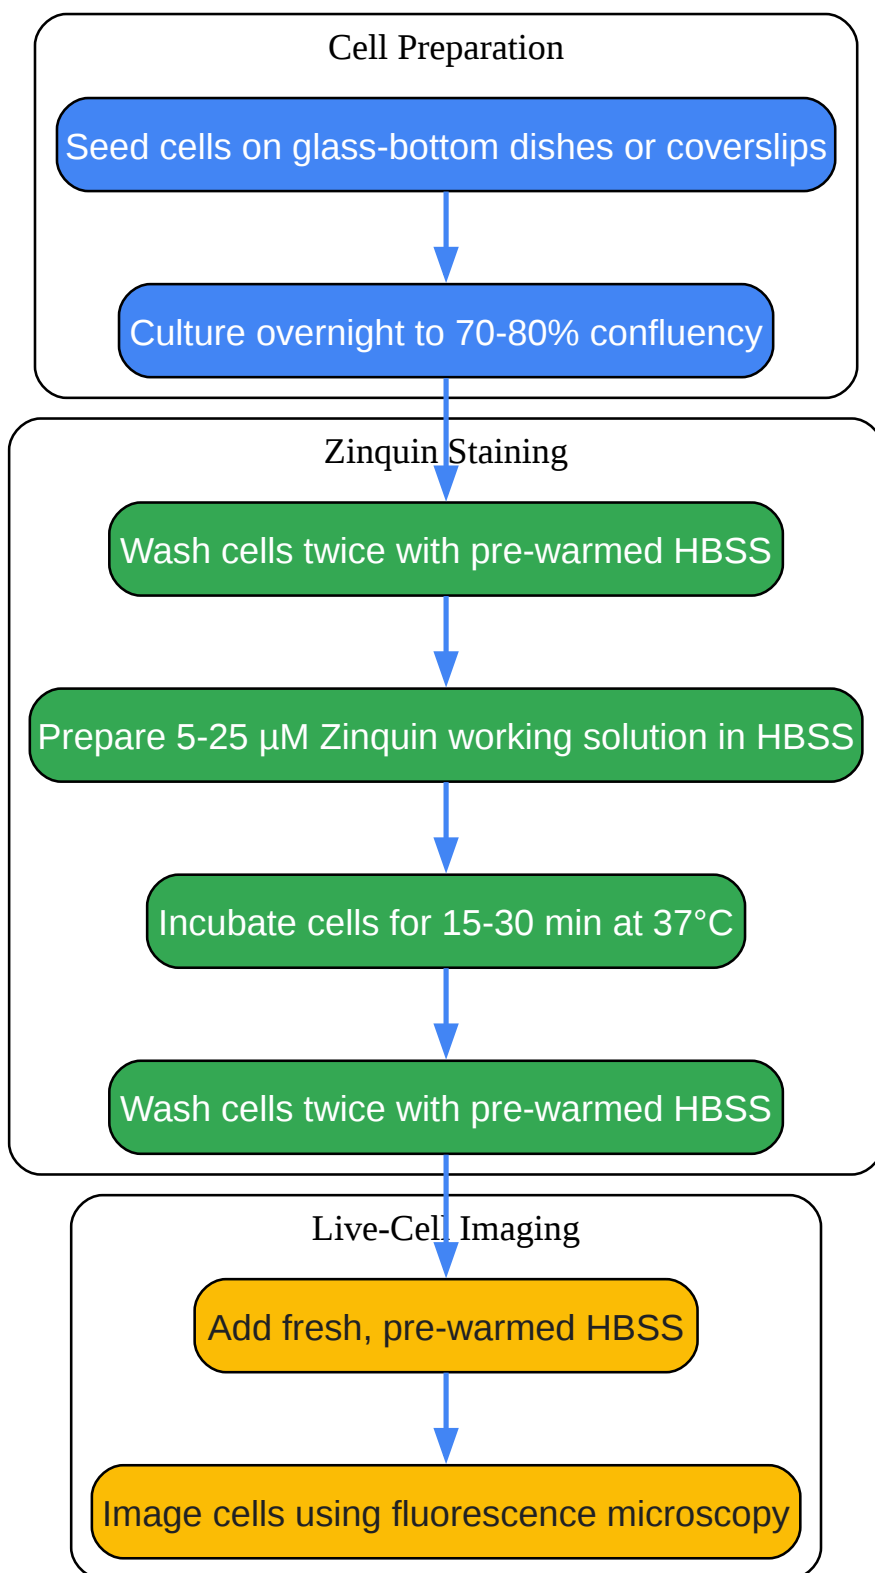 Cell Preparation
Seed cells on glass-bottom dishes or coverslips
Culture overnight to 70-80% confluency
Zinquin Staining
Wash cells twice with pre-warmed HBSS
Prepare 5-25 µM Zinquin working solution in HBSS
Incubate cells for 15-30 min at 37°C
Wash cells twice with pre-warmed HBSS
Live-Cell Imaging
Add fresh, pre-warmed HBSS
Image cells using fluorescence microscopy